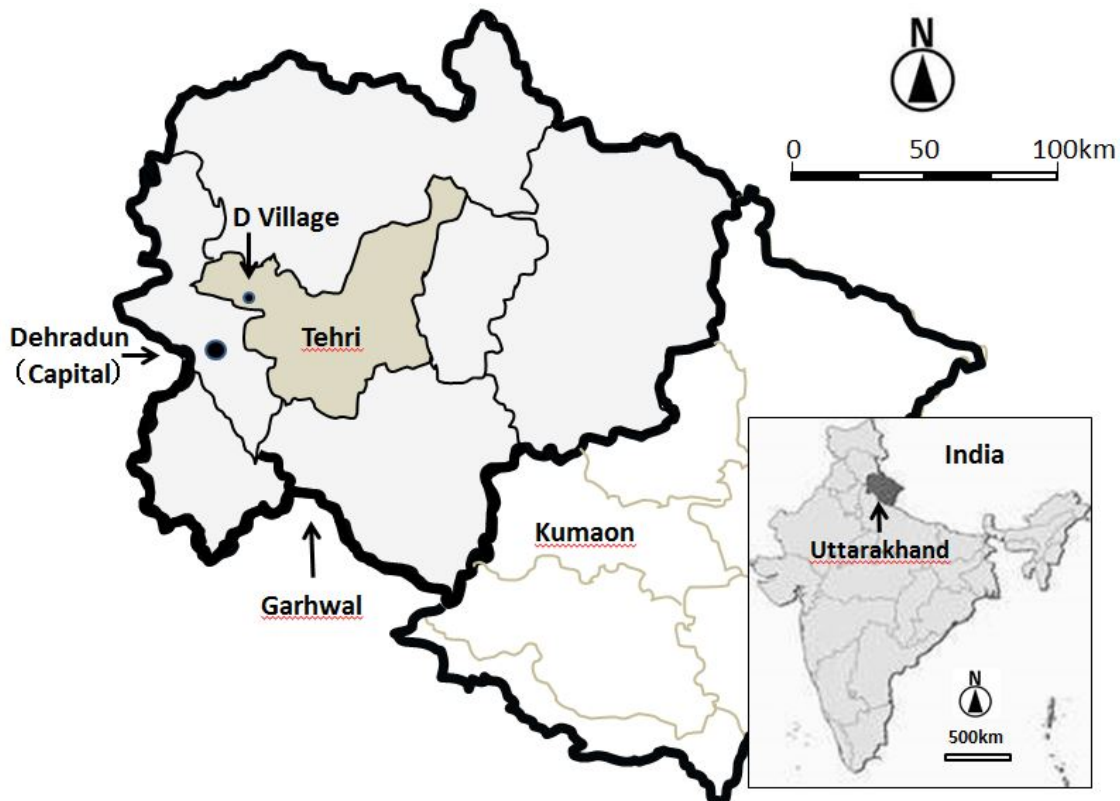 N
0 50 100km
D Village
Dehradun
（Capital）
Tehri
India
Kumaon
Uttarakhand
Garhwal
N
500km